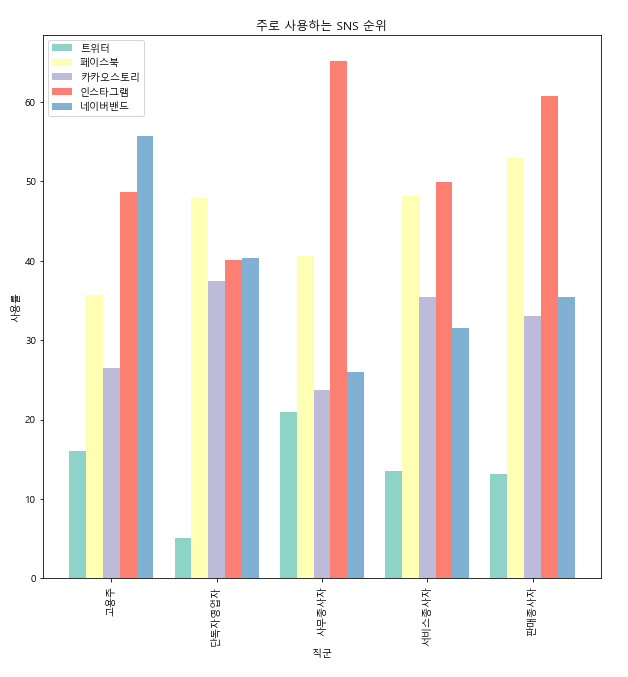 주로 사용하는 SNS 순위
트위터
페이스북
카카오스토리
인스타그램
네이버밴드
사용률
60
50
40
30
20
10
0
고용주
단독자영업자
사무종사자
서비스종사자
판매종사자
직군